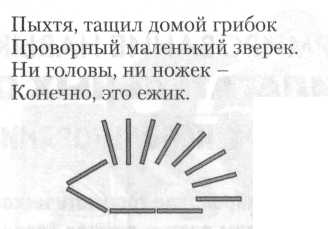 Пыхтя, тащил домой грибок
Проворный маленький зверек.
Ни головы, ни ножек –
Конечно, это ежик.